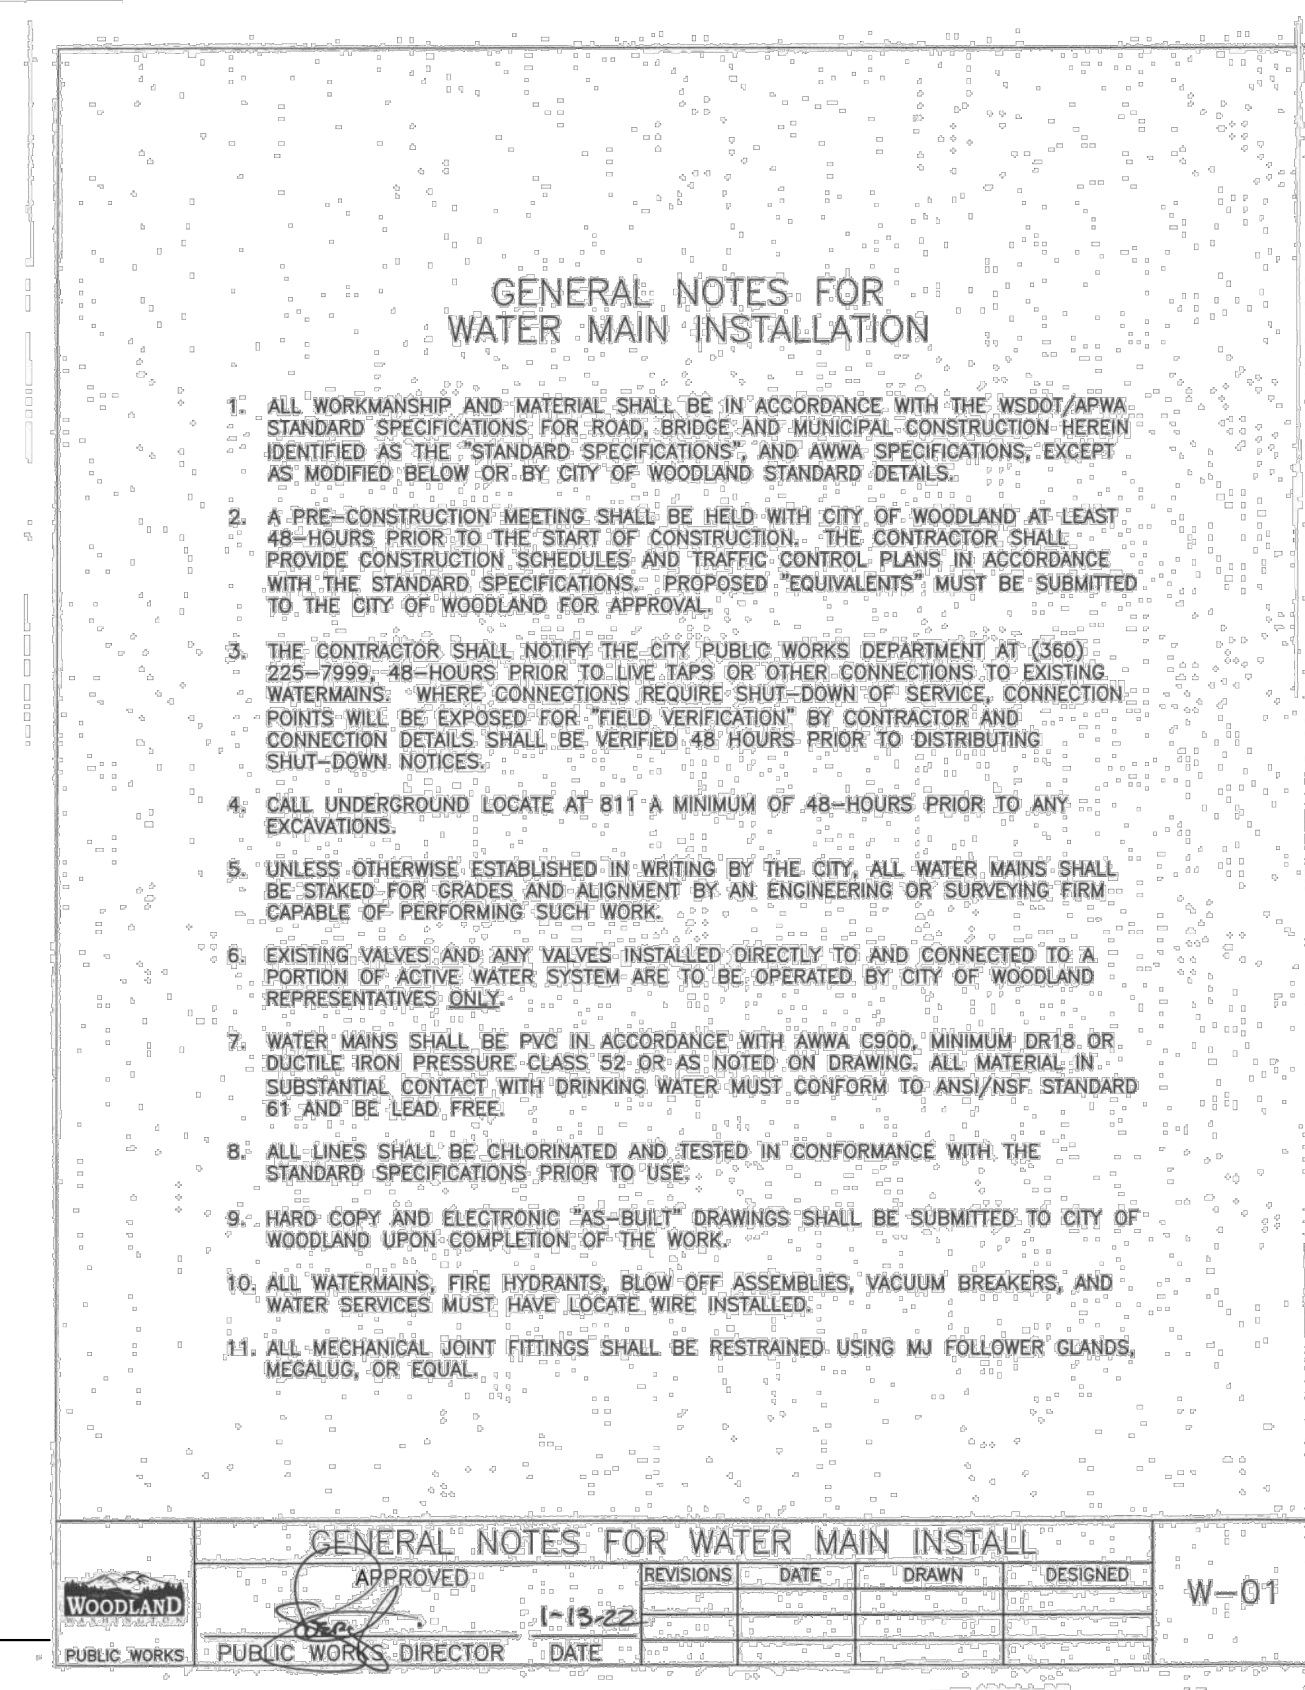 GENERAL NOTES FOR
WATER MAIN INSTALLATION
1. ALL WORKMANSHIP AND MATERIAL SHALL BE IN ACCORDANCE WITH THE WSDOT/APWA
STANDARD SPECIFICATIONS FOR ROAD, BRIDGE AND MUNICIPAL CONSTRUCTION HEREIN
IDENTIFIED AS THE "STANDARD SPECIFICATIONS", AND AWWA SPECIFICATIONS, EXCEPT
AS MODIFIED BELOW OR BY CITY OF WOODLAND STANDARD DETAILS.
2. A PRE-CONSTRUCTION MEETING SHALL BE HELD WITH CITY OF WOODLAND AT LEAST
48-HOURS PRIOR TO THE START OF CONSTRUCTION. THE CONTRACTOR SHALL
PROVIDE CONSTRUCTION SCHEDULES AND TRAFFIC CONTROL PLANS IN ACCORDANCE
WITH THE STANDARD SPECIFICATIONS. PROPOSED "EQUIVALENTS" MUST BE SUBMITTED
TO THE CITY OF WOODLAND FOR APPROVAL.
3. THE CONTRACTOR SHALL NOTIFY THE CITY PUBLIC WORKS DEPARTMENT AT (360)
225-7999, 48-HOURS PRIOR TO LIVE TAPS OR OTHER CONNECTIONS TO EXISTING
WATERMAINS. WHERE CONNECTIONS REQUIRE SHUT-DOWN OF SERVICE, CONNECTION
POINTS WILL BE EXPOSED FOR "FIELD VERIFICATION" BY CONTRACTOR AND
CONNECTION DETAILS SHALL BE VERIFIED 48 HOURS PRIOR TO DISTRIBUTING
SHUT-DOWN NOTICES.
4. CALL UNDERGROUND LOCATE AT 811 A MINIMUM OF 48-HOURS PRIOR TO ANY
EXCAVATIONS.
5. UNLESS OTHERWISE ESTABLISHED IN WRITING BY THE CITY, ALL WATER MAINS SHALL
BE STAKED FOR GRADES AND ALIGNMENT BY AN ENGINEERING OR SURVEYING FIRM
CAPABLE OF PERFORMING SUCH WORK.
6. EXISTING VALVES AND ANY VALVES INSTALLED DIRECTLY TO AND CONNECTED TO A
PORTION OF ACTIVE WATER SYSTEM ARE TO BE OPERATED BY CITY OF WOODLAND
REPRESENTATIVES ONLY.
7. WATER MAINS SHALL BE PVC IN ACCORDANCE WITH AWWA C900, MINIMUM DR18 OR
DUCTILE IRON PRESSURE CLASS 52 OR AS NOTED ON DRAWING. ALL MATERIAL IN
SUBSTANTIAL CONTACT WITH DRINKING WATER MUST CONFORM TO ANSI/NSF STANDARD
61 AND BE LEAD FREE.
8. ALL LINES SHALL BE CHLORINATED AND TESTED IN CONFORMANCE WITH THE
STANDARD SPECIFICATIONS PRIOR TO USE.
9. HARD COPY AND ELECTRONIC "AS-BUILT" DRAWINGS SHALL BE SUBMITTED TO CITY OF
WOODLAND UPON COMPLETION OF THE WORK.
10. ALL WATERMAINS, FIRE HYDRANTS, BLOW OFF ASSEMBLIES, VACUUM BREAKERS, AND
WATER SERVICES MUST HAVE LOCATE WIRE INSTALLED.
11. ALL MECHANICAL JOINT FITTINGS SHALL BE RESTRAINED USING MJ FOLLOWER GLANDS,
MEGALUG, OR EQUAL.
GENERAL NOTES FOR WATER MAIN INSTALL
APPROVED
REVISIONS DATE DRAWN DESIGNED
W-01
WOODLAND
WASHINGTON
1-13-22
PUBLIC WORKS
PUBLIC WORKS DIRECTOR DATE